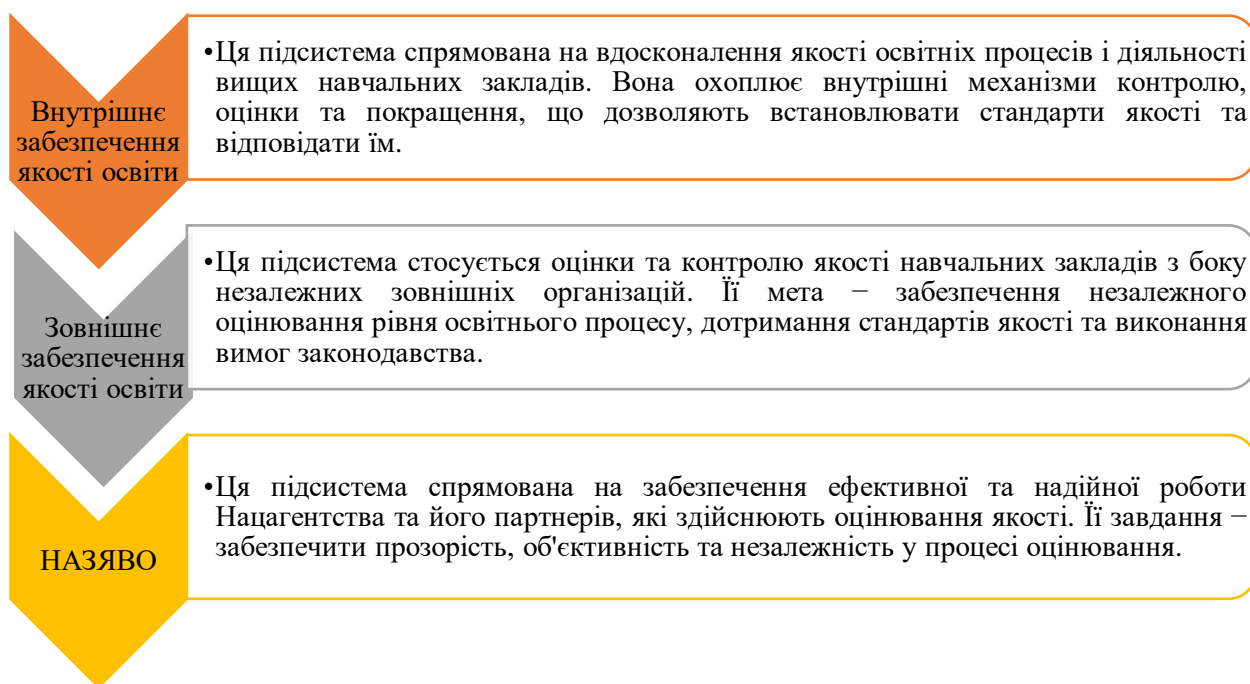 Внутрішнє
забезпечення
якості освіти
•Ця підсистема спрямована на вдосконалення якості освітніх процесів і діяльності
вищих навчальних закладів. Вона охоплює внутрішні механізми контролю,
оцінки та покращення, що дозволяють встановлювати стандарти якості та
відповідати їм.
Зовнішнє
забезпечення
якості освіти
•Ця підсистема стосується оцінки та контролю якості навчальних закладів з боку
незалежних зовнішніх організацій. Її мета − забезпечення незалежного
оцінювання рівня освітнього процесу, дотримання стандартів якості та виконання
вимог законодавства.
НАЗЯВО
•Ця підсистема спрямована на забезпечення ефективної та надійної роботи
Нацагентства та його партнерів, які здійснюють оцінювання якості. Її завдання −
забезпечити прозорість, об'єктивність та незалежність у процесі оцінювання.